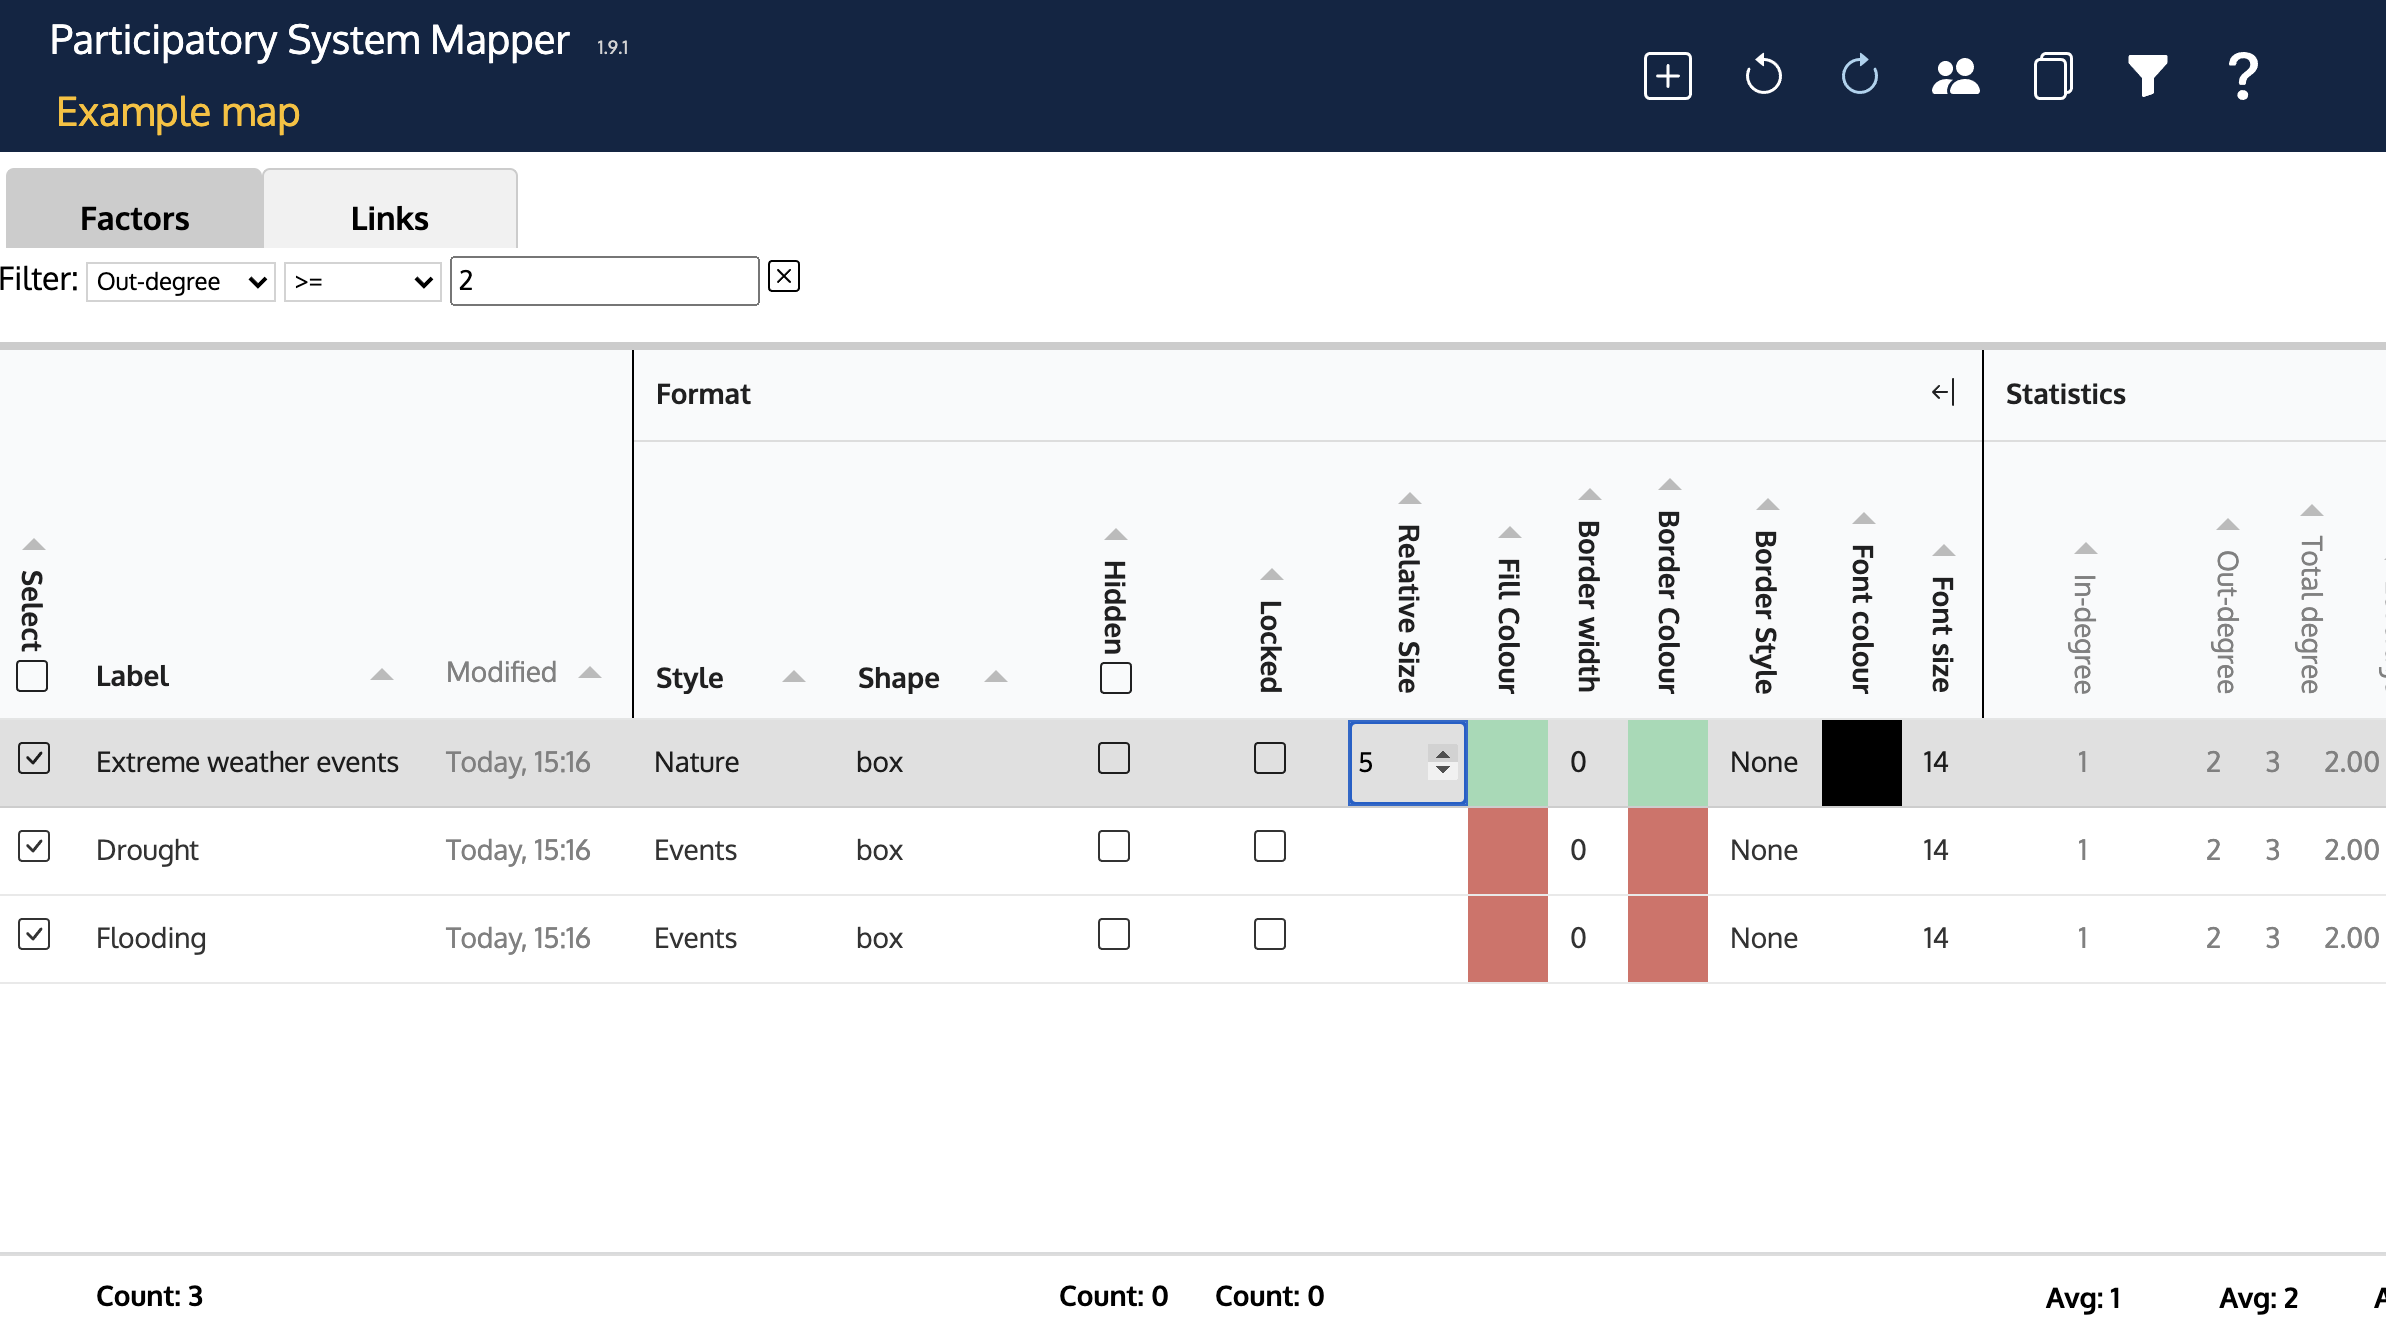 Participatory System Mapper 1.9.1
Example map
Factors Links
Filter: Out-degree >= 2
Format Statistics
Select Label Modified Style Shape Hidden Locked Relative Size Fill Colour Border width Border Colour Border Style Font colour Font size In-degree Out-degree Total degree
Extreme weather events Today, 15:16 Nature box 5 0 None 14 1 2 3 2.00
Drought Today, 15:16 Events box 0 None 14 1 2 3 2.00
Flooding Today, 15:16 Events box 0 None 14 1 2 3 2.00
Count: 3 Count: 0 Count: 0 Avg: 1 Avg: 2